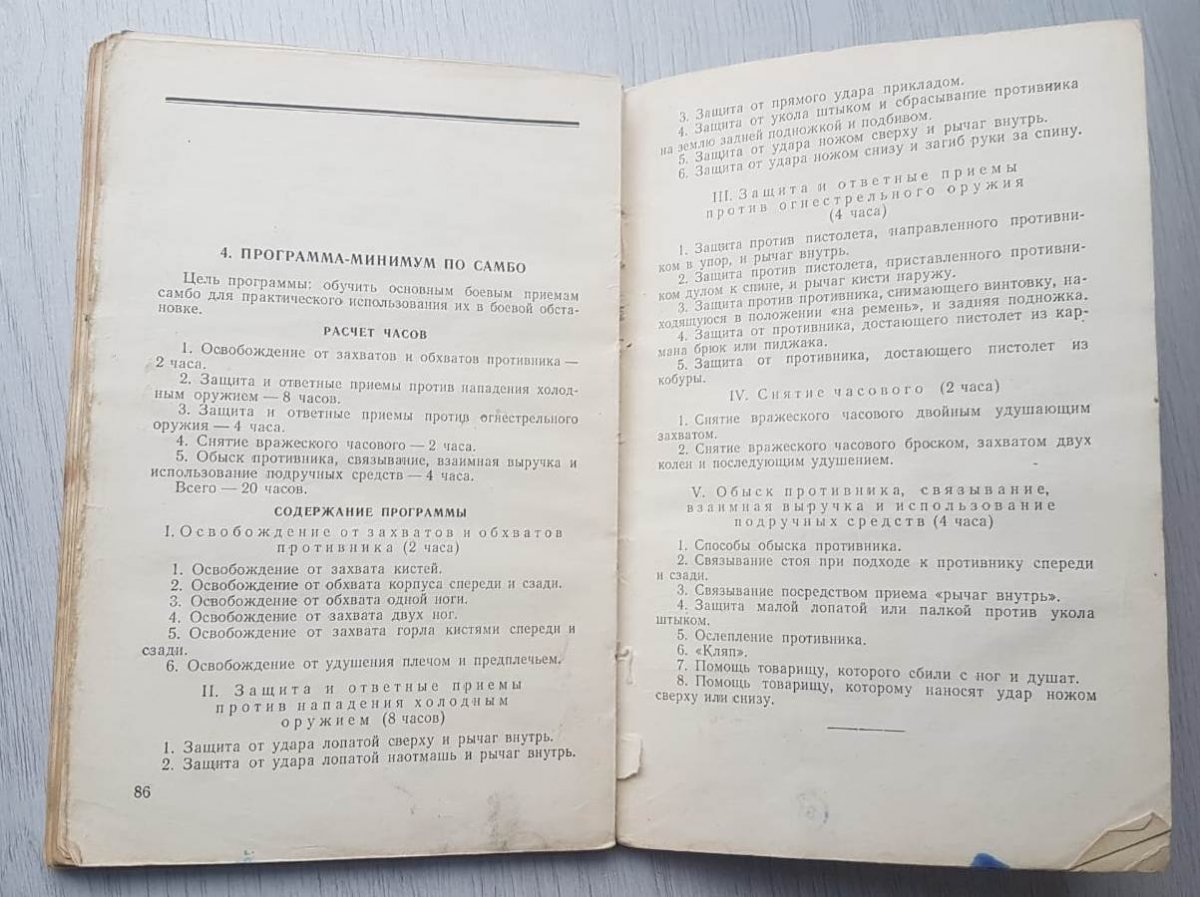 4. ПРОГРАММА-МИНИМУМ ПО САМБО
Цель программы: обучить основным боевым приемам
самбо для практического использования их в боевой обста-
новке.
РАСЧЕТ ЧАСОВ
1. Освобождение от захватов и обхватов противника —
2 часа.
2. Защита и ответные приемы против нападения холод-
ным оружием — 8 часов.
3. Защита и ответные приемы против огнестрельного
оружия — 4 часа.
4. Снятие вражеского часового — 2 часа.
5. Обыск противника, связывание, взаимная выручка и
использование подручных средств — 4 часа.
Всего — 20 часов.
СОДЕРЖАНИЕ ПРОГРАММЫ
I. Освобождение от захватов и обхватов
противника (2 часа)
1. Освобождение от захвата кистей.
2. Освобождение от обхвата корпуса спереди и сзади.
3. Освобождение от обхвата одной ноги.
4. Освобождение от захвата двух ног.
5. Освобождение от захвата горла кистями спереди и
сзади.
6. Освобождение от удушения плечом и предплечьем.
II. Защита и ответные приемы
против нападения холодным
оружием (8 часов)
1. Защита от удара лопатой сверху и рычаг внутрь.
2. Защита от удара лопатой наотмашь и рычаг внутрь.
86
3. Защита от прямого удара прикладом.
4. Защита от укола штыком и сбрасывание противника
на землю задней подножкой и подбивом.
5. Защита от удара ножом сверху и рычаг внутрь.
6. Защита от удара ножом снизу и загиб руки за спину.
III. Защита и ответные приемы
против огнестрельного оружия
(4 часа)
1. Защита против пистолета, направленного противни-
ком в упор, и рычаг внутрь.
2. Защита против пистолета, приставленного противни-
ком дулом к спине, и рычаг кисти наружу.
3. Защита против противника, снимающего винтовку, на-
ходящуюся в положении «на ремень», и задняя подножка.
4. Защита от противника, достающего пистолет из кар-
мана брюк или пиджака.
5. Защита от противника, достающего пистолет из
кобуры.
IV. Снятие часового (2 часа)
1. Снятие вражеского часового двойным удушающим
захватом.
2. Снятие вражеского часового броском, захватом двух
колен и последующим удушением.
V. Обыск противника, связывание,
взаимная выручка и использование
подручных средств (4 часа)
1. Способы обыска противника.
2. Связывание стоя при подходе к противнику спереди
и сзади.
3. Связывание посредством приема «рычаг внутрь».
4. Защита малой лопатой или палкой против укола
штыком.
5. Ослепление противника.
6. «Кляп».
7. Помощь товарищу, которого сбили с ног и душат.
8. Помощь товарищу, которому наносят удар ножом
сверху или снизу.